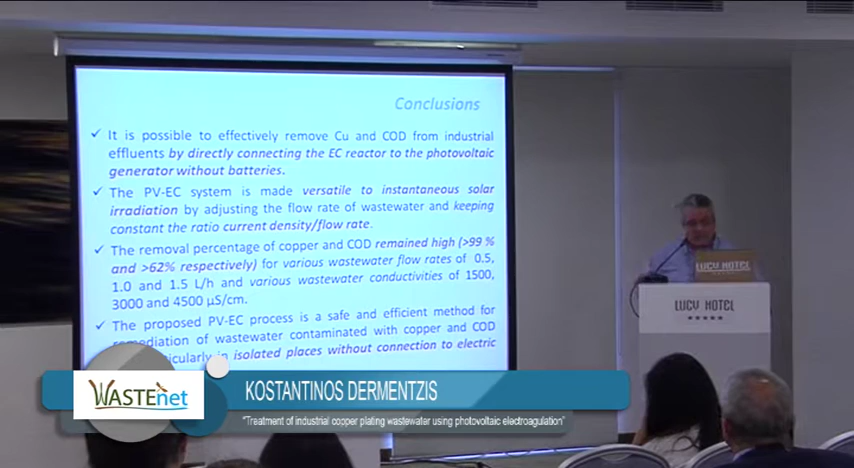 Conclusions
✓ It is possible to effectively remove Cu and COD from industrial
effluents by directly connecting the EC reactor to the photovoltaic
generator without batteries.
✓ The PV-EC system is made versatile to instantaneous solar
irradiation by adjusting the flow rate of wastewater and keeping
constant the ratio current density/flow rate.
✓ The removal percentage of copper and COD remained high (>99 %
and >62% respectively) for various wastewater flow rates of 0.5,
1.0 and 1.5 L/h and various wastewater conductivities of 1500,
3000 and 4500 µS/cm.
✓ The proposed PV-EC process is a safe and efficient method for
remediation of wastewater contaminated with copper and COD
in isolated places without connection to electric
LUCY HOTEL
LUCY HOTEL
WASTEnet
KOSTANTINOS DERMENTZIS
"Treatment of industrial copper plating wastewater using photovoltaic electroagulation"